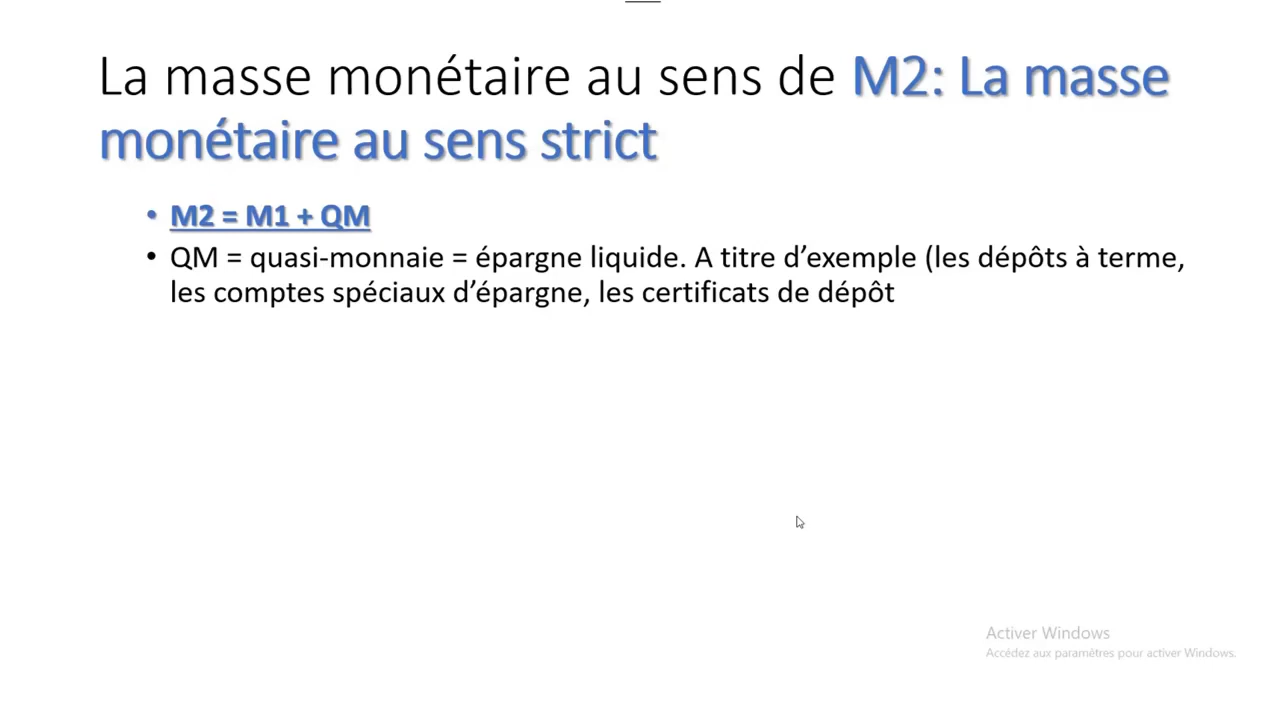 La masse monétaire au sens de M2: La masse
monétaire au sens strict
• M2 = M1 + QM
• QM = quasi-monnaie = épargne liquide. A titre d’exemple (les dépôts à terme,
les comptes spéciaux d’épargne, les certificats de dépôt
Activer Windows
Accédez aux paramètres pour activer Windows.